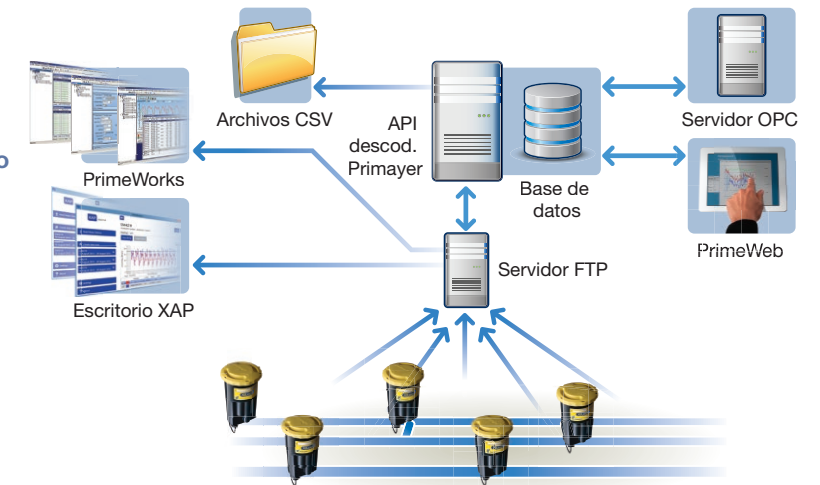 Archivos CSV
API
descod.
Primayer
Servidor OPC
o
PrimeWorks
Base de
datos
PrimeWeb
Servidor FTP
Escritorio XAP